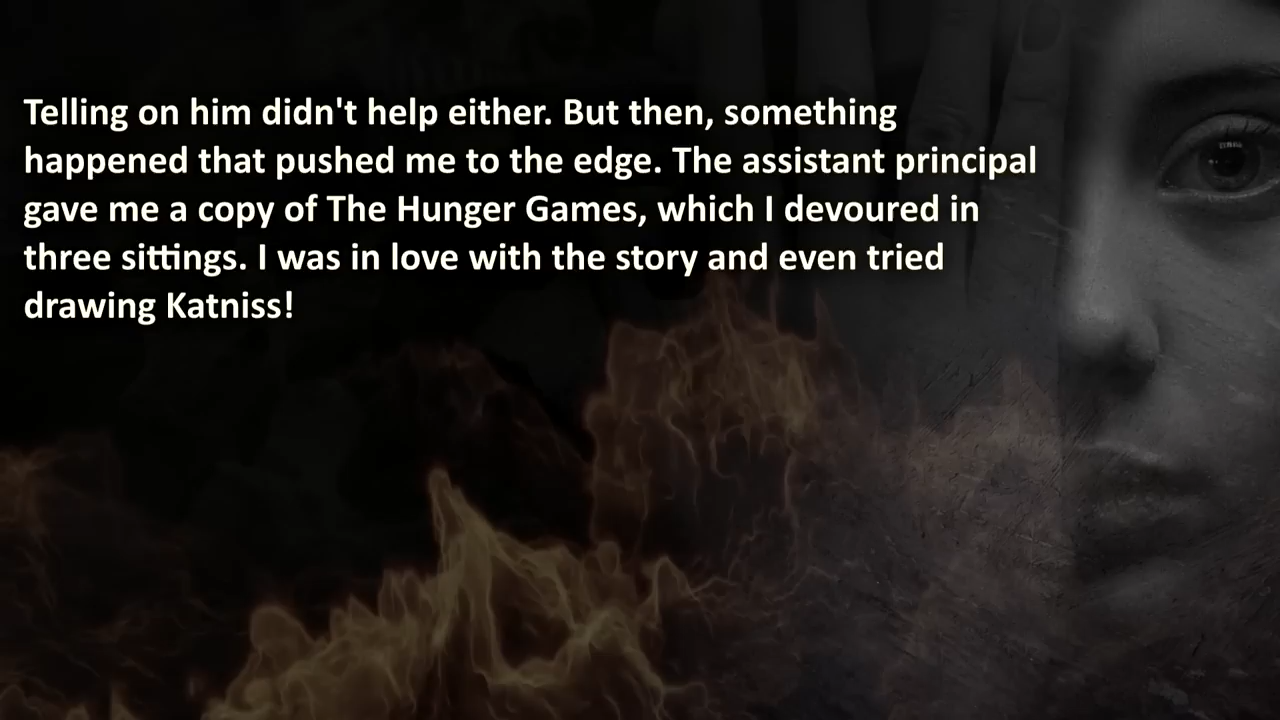 Telling on him didn't help either. But then, something
happened that pushed me to the edge. The assistant principal
gave me a copy of The Hunger Games, which I devoured in
three sittings. I was in love with the story and even tried
drawing Katniss!